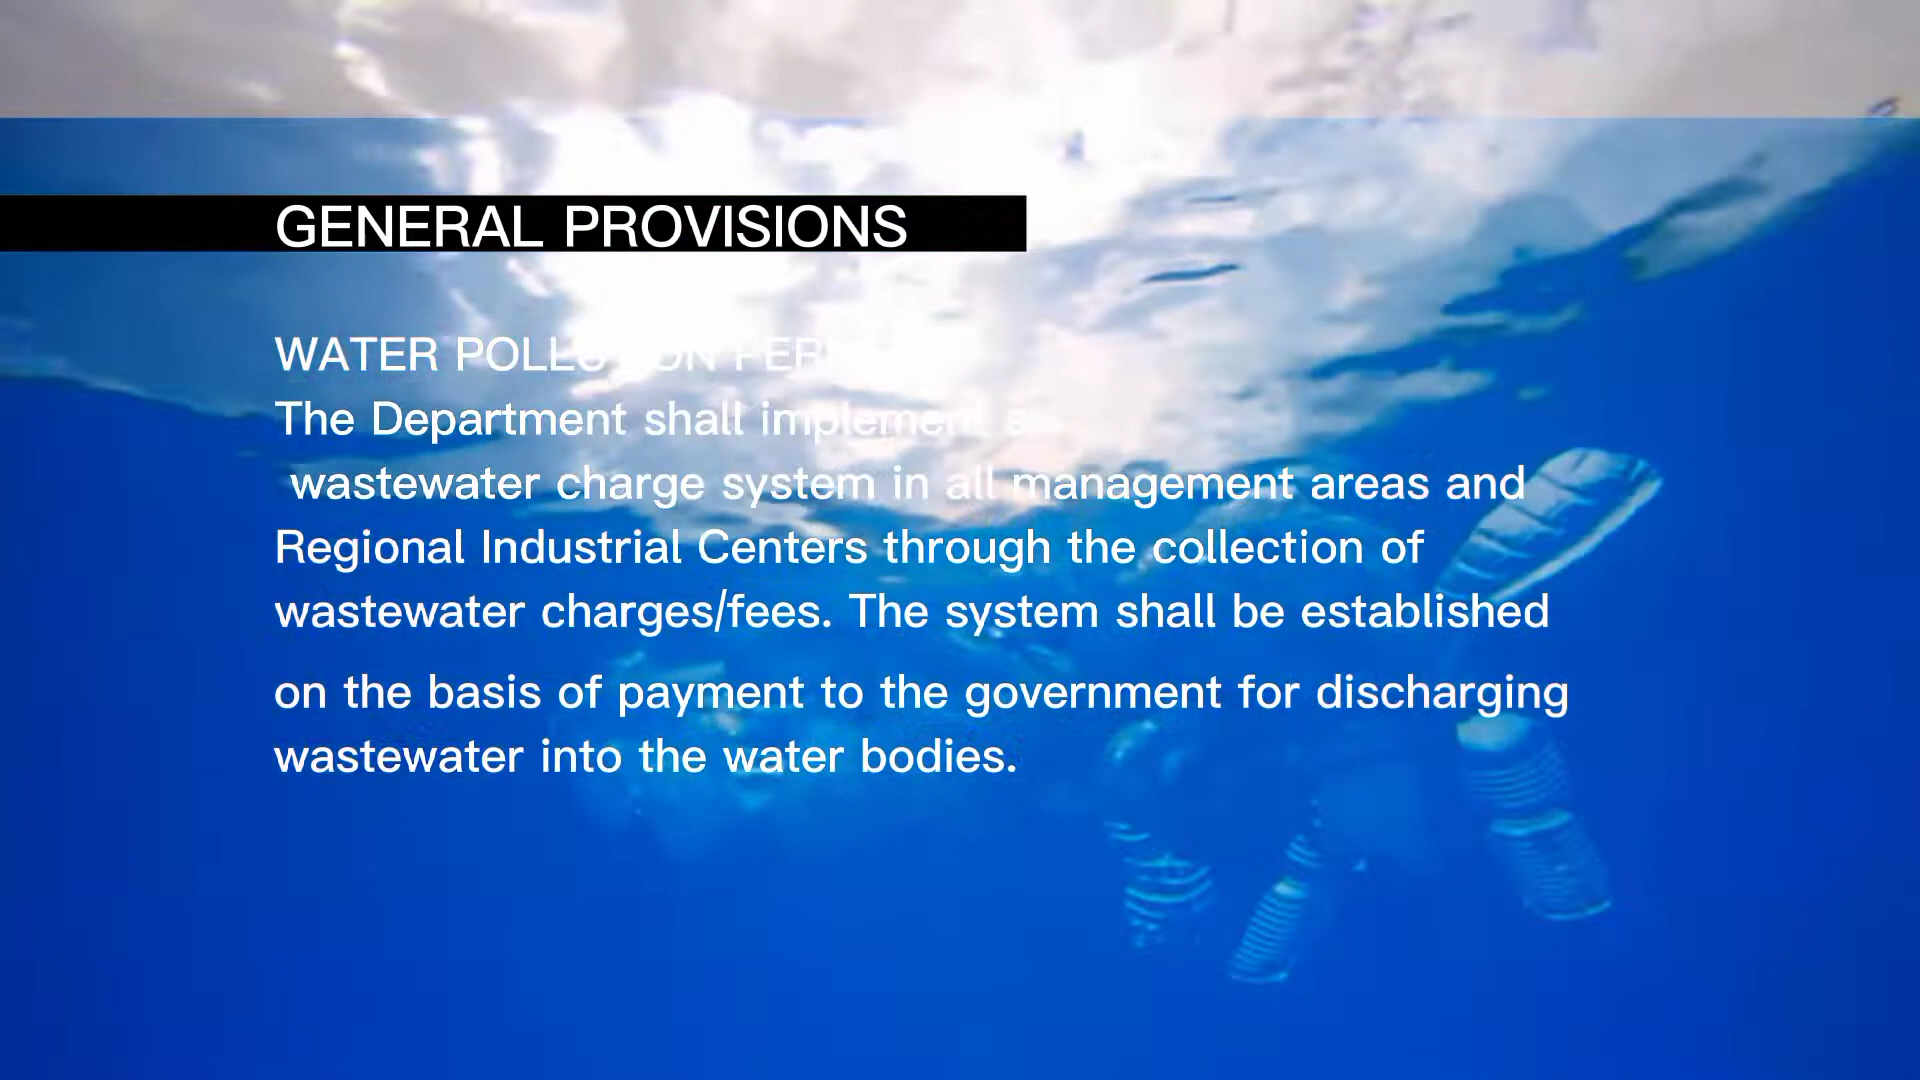 GENERAL PROVISIONS
WATER POLLUTION
The Department shall implement
wastewater charge system in all management areas and
Regional Industrial Centers through the collection of
wastewater charges/fees. The system shall be established
on the basis of payment to the government for discharging
wastewater into the water bodies.